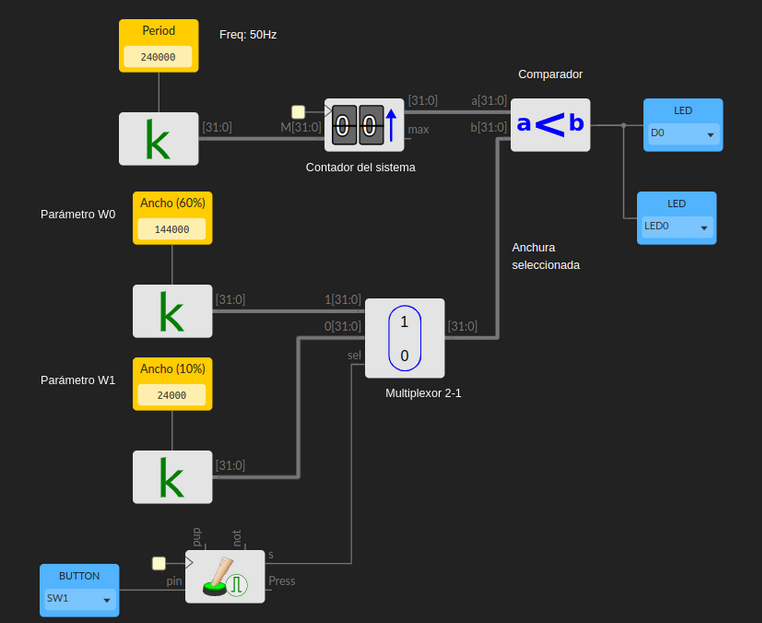 Period
240000
Freq: 50Hz
k
[31:0]
M[31:0]
0 0
[31:0]
max
Contador del sistema
Comparador
a[31:0]
b[31:0]
a<b
LED
D0
LED
LED0
Parámetro W0
Ancho (60%)
144000
k
[31:0]
Anchura
seleccionada
1[31:0]
0[31:0]
sel
1
0
[31:0]
Multiplexor 2-1
Parámetro W1
Ancho (10%)
24000
k
[31:0]
pup
not
s
pin
Press
BUTTON
SW1